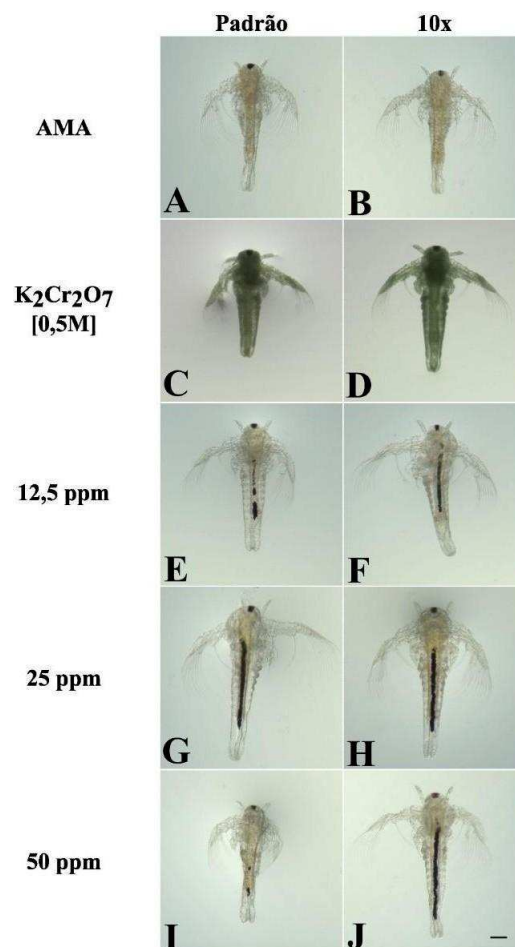 Padrão 10x
AMA
A B
K₂Cr₂O₇
[0,5M]
C D
12,5 ppm
E F
25 ppm
G H
50 ppm
I J